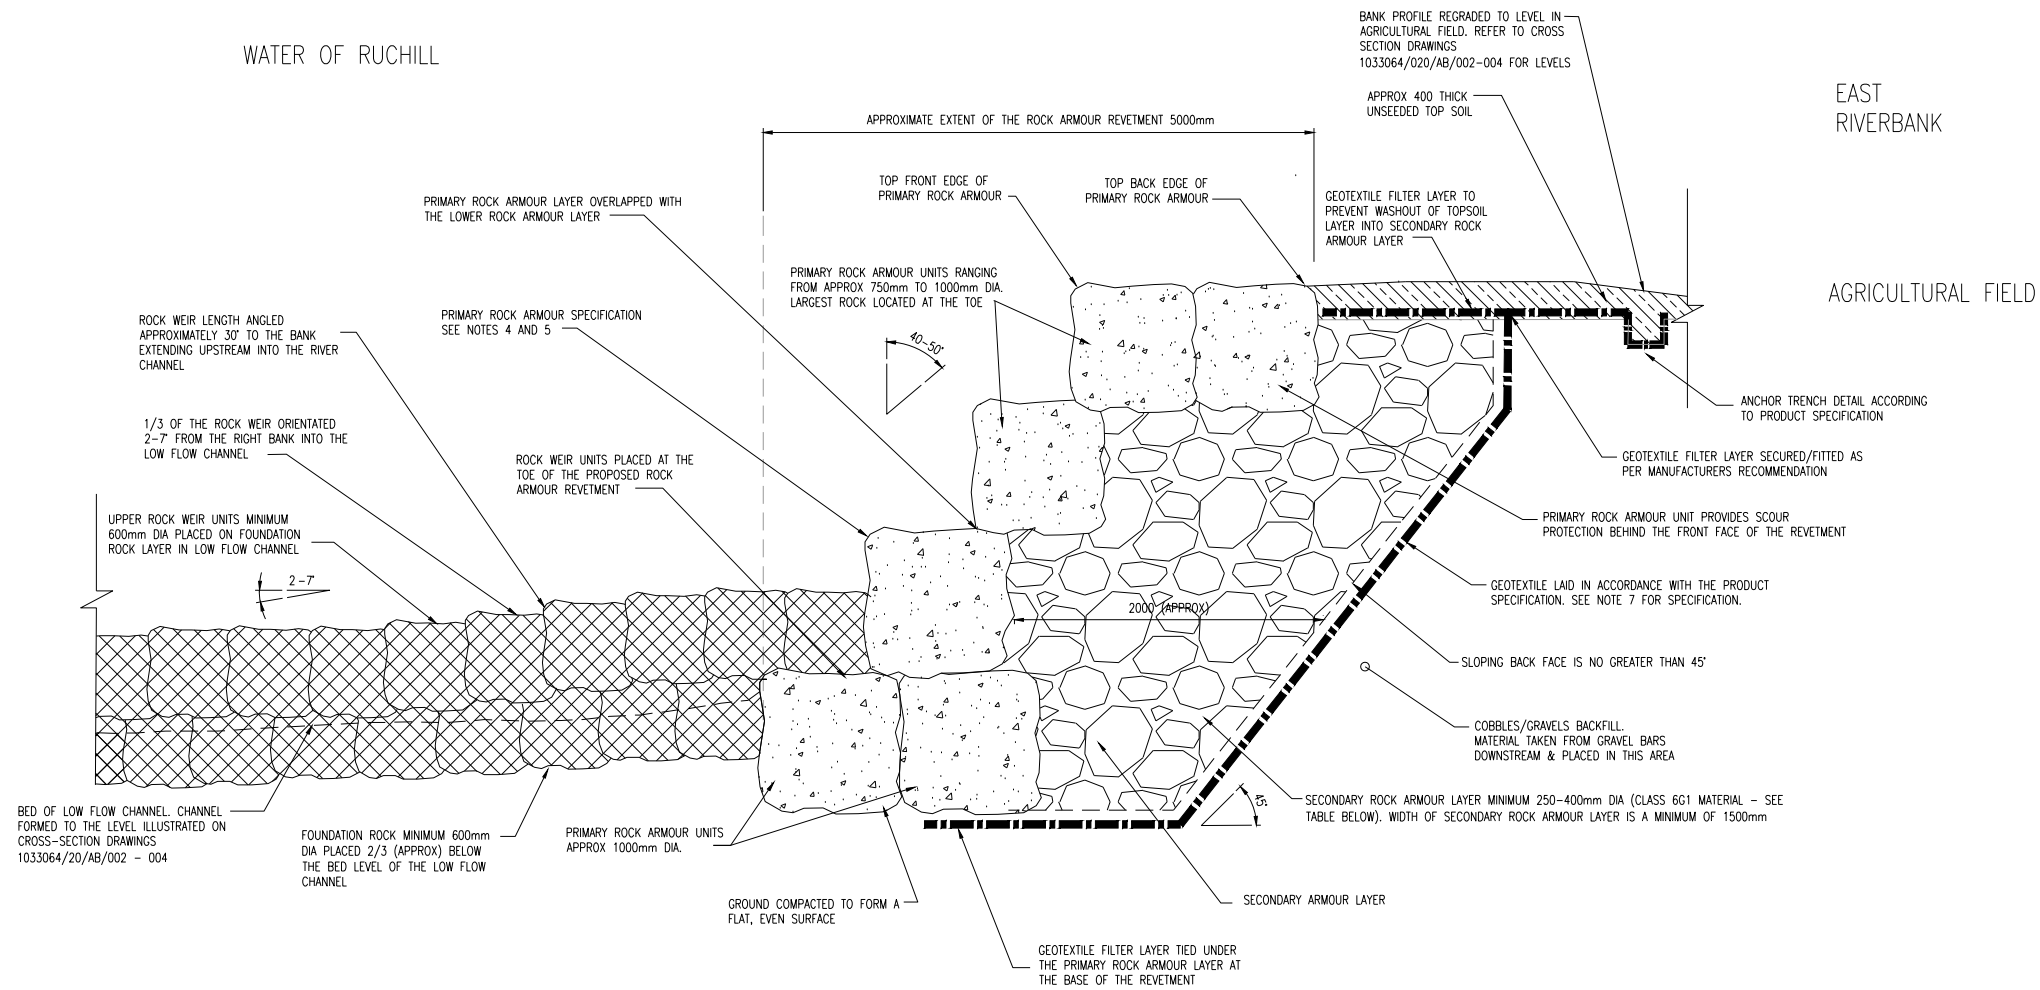 WATER OF RUCHILL
BANK PROFILE REGRADED TO LEVEL IN
AGRICULTURAL FIELD. REFER TO CROSS
SECTION DRAWINGS
1033064/020/AB/002-004 FOR LEVELS
EAST
RIVERBANK
APPROX 400 THICK
UNSEEDED TOP SOIL
APPROXIMATE EXTENT OF THE ROCK ARMOUR REVETMENT 5000mm
TOP FRONT EDGE OF
PRIMARY ROCK ARMOUR
TOP BACK EDGE OF
PRIMARY ROCK ARMOUR
GEOTEXTILE FILTER LAYER TO
PREVENT WASHOUT OF TOPSOIL
LAYER INTO SECONDARY ROCK
ARMOUR LAYER
PRIMARY ROCK ARMOUR LAYER OVERLAPPED WITH
THE LOWER ROCK ARMOUR LAYER
PRIMARY ROCK ARMOUR UNITS RANGING
FROM APPROX 750mm TO 1000mm DIA.
LARGEST ROCK LOCATED AT THE TOE
AGRICULTURAL FIELD
PRIMARY ROCK ARMOUR SPECIFICATION
SEE NOTES 4 AND 5
ROCK WEIR LENGTH ANGLED
APPROXIMATELY 30° TO THE BANK
EXTENDING UPSTREAM INTO THE RIVER
CHANNEL
40-50°
ANCHOR TRENCH DETAIL ACCORDING
TO PRODUCT SPECIFICATION
1/3 OF THE ROCK WEIR ORIENTATED
2-7° FROM THE RIGHT BANK INTO THE
LOW FLOW CHANNEL
ROCK WEIR UNITS PLACED AT THE
TOE OF THE PROPOSED ROCK
ARMOUR REVETMENT
GEOTEXTILE FILTER LAYER SECURED/FITTED AS
PER MANUFACTURERS RECOMMENDATION
UPPER ROCK WEIR UNITS MINIMUM
600mm DIA PLACED ON FOUNDATION
ROCK LAYER IN LOW FLOW CHANNEL
PRIMARY ROCK ARMOUR UNIT PROVIDES SCOUR
PROTECTION BEHIND THE FRONT FACE OF THE REVETMENT
2-7°
GEOTEXTILE LAID IN ACCORDANCE WITH THE PRODUCT
SPECIFICATION. SEE NOTE 7 FOR SPECIFICATION.
2000 (APPROX)
SLOPING BACK FACE IS NO GREATER THAN 45°
COBBLES/GRAVELS BACKFILL.
MATERIAL TAKEN FROM GRAVEL BARS
DOWNSTREAM & PLACED IN THIS AREA
45°
SECONDARY ROCK ARMOUR LAYER MINIMUM 250-400mm DIA (CLASS 6G1 MATERIAL - SEE
TABLE BELOW). WIDTH OF SECONDARY ROCK ARMOUR LAYER IS A MINIMUM OF 1500mm
BED OF LOW FLOW CHANNEL. CHANNEL
FORMED TO THE LEVEL ILLUSTRATED ON
CROSS-SECTION DRAWINGS
1033064/20/AB/002 - 004
FOUNDATION ROCK MINIMUM 600mm
DIA PLACED 2/3 (APPROX) BELOW
THE BED LEVEL OF THE LOW FLOW
CHANNEL
PRIMARY ROCK ARMOUR UNITS
APPROX 1000mm DIA.
GROUND COMPACTED TO FORM A
FLAT, EVEN SURFACE
SECONDARY ARMOUR LAYER
GEOTEXTILE FILTER LAYER TIED UNDER
THE PRIMARY ROCK ARMOUR LAYER AT
THE BASE OF THE REVETMENT